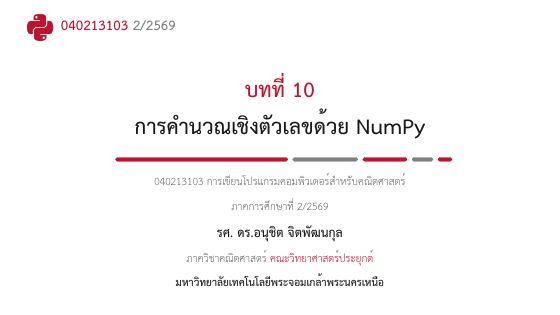 040213103 2/2569
บทที่ 10
การคำนวณเชิงตัวเลขด้วย NumPy
040213103 การเขียนโปรแกรมคอมพิวเตอร์สำหรับคณิตศาสตร์
ภาคการศึกษาที่ 2/2569
รศ. ดร.อนุชิต จิตพัฒนกุล
ภาควิชาคณิตศาสตร์ คณะวิทยาศาสตร์ประยุกต์
มหาวิทยาลัยเทคโนโลยีพระจอมเกล้าพระนครเหนือ